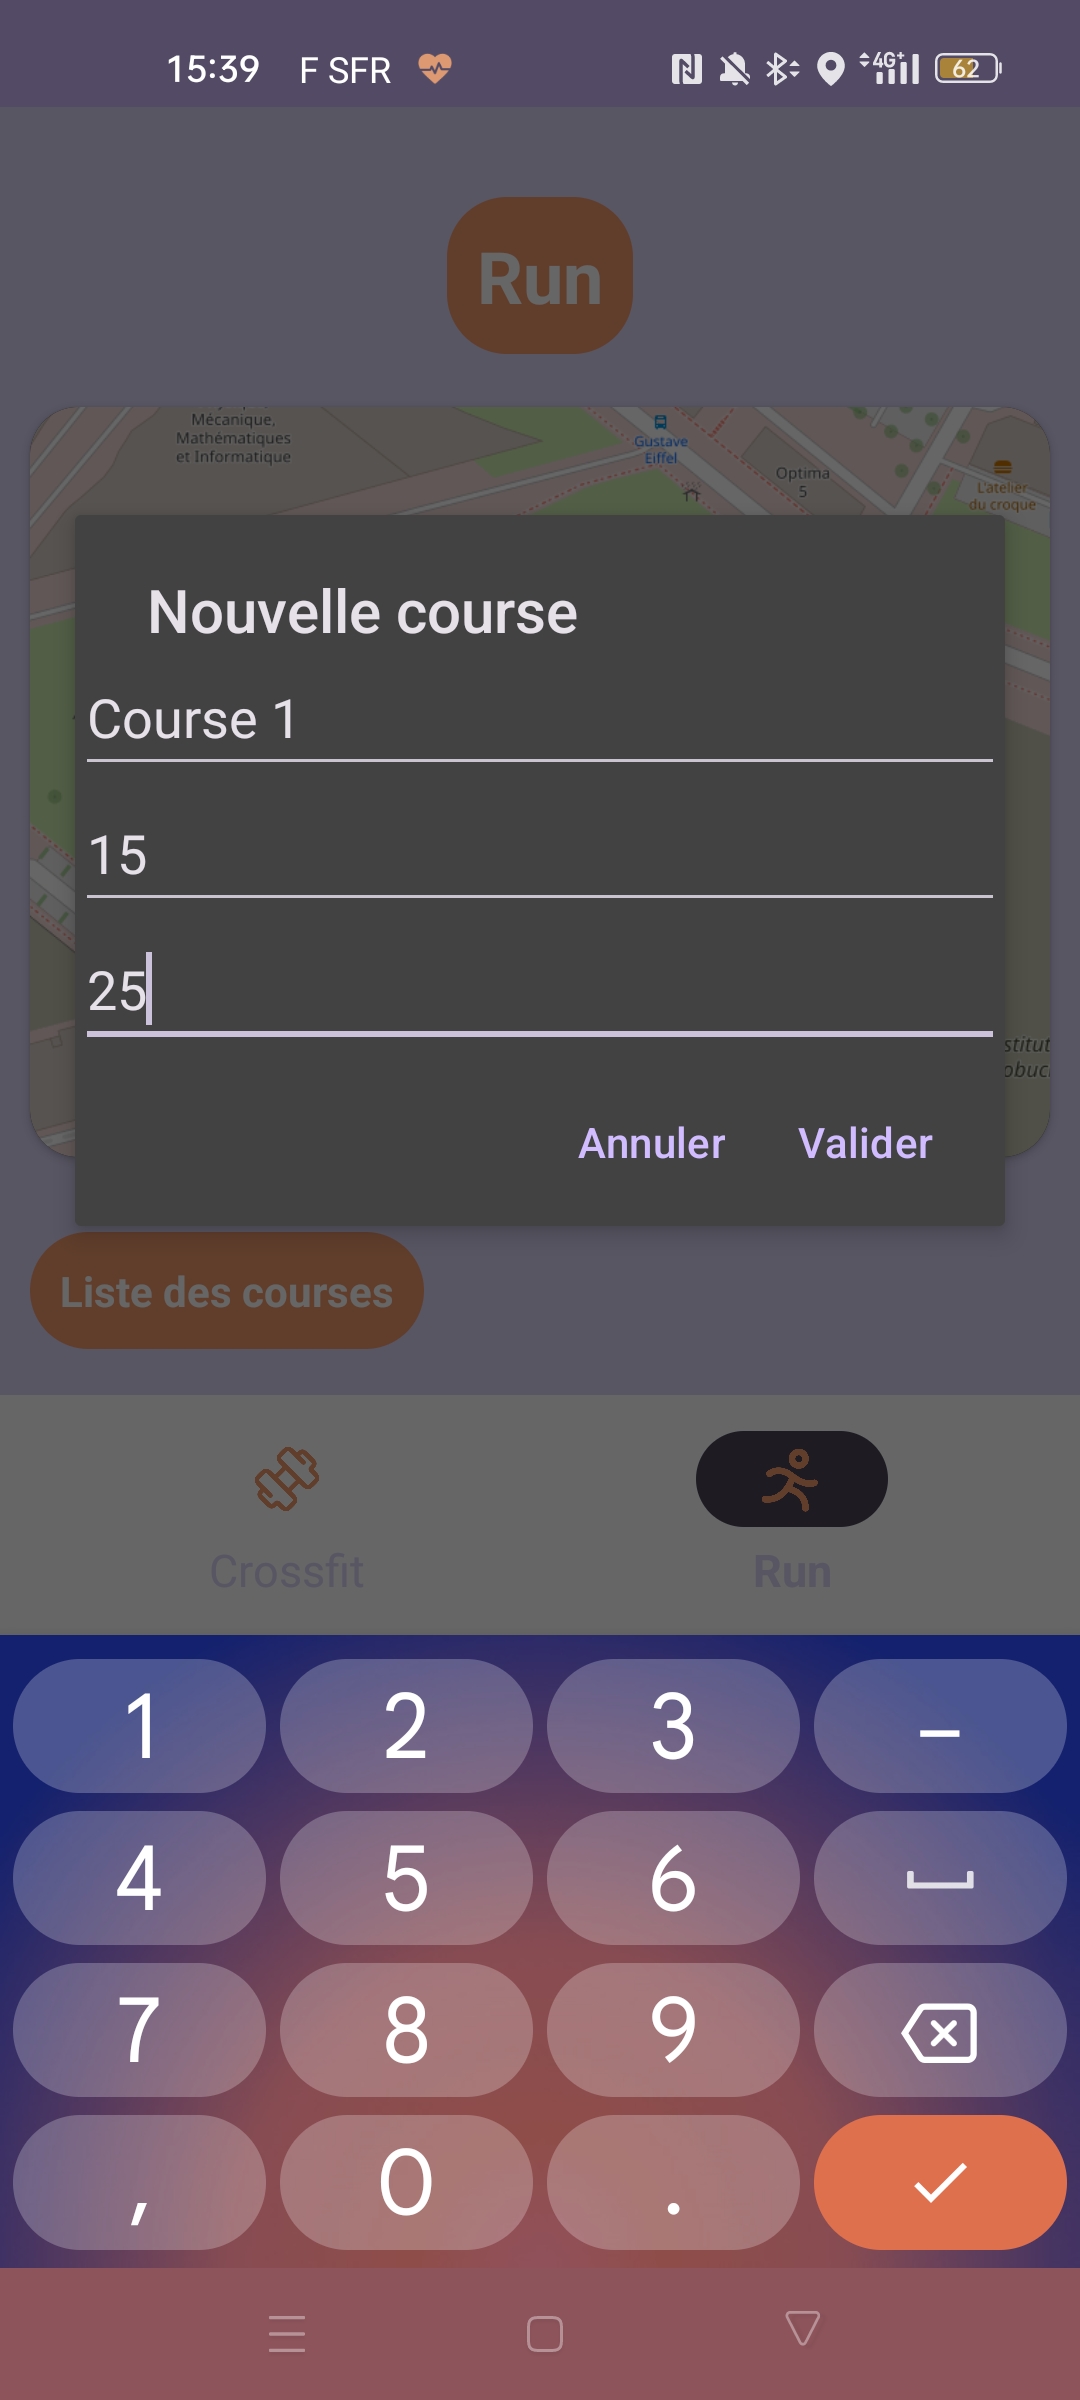 15:39 F SFR 4G+ 62
Run
Mécanique,
Mathématiques
et Informatique
Gustave
Eiffel
Optima
5
L'atelier
du croque
Nouvelle course
Course 1
15
25
Annuler Valider
Liste des courses
Crossfit Run
1 2 3 –
4 5 6
7 8 9
, 0 .